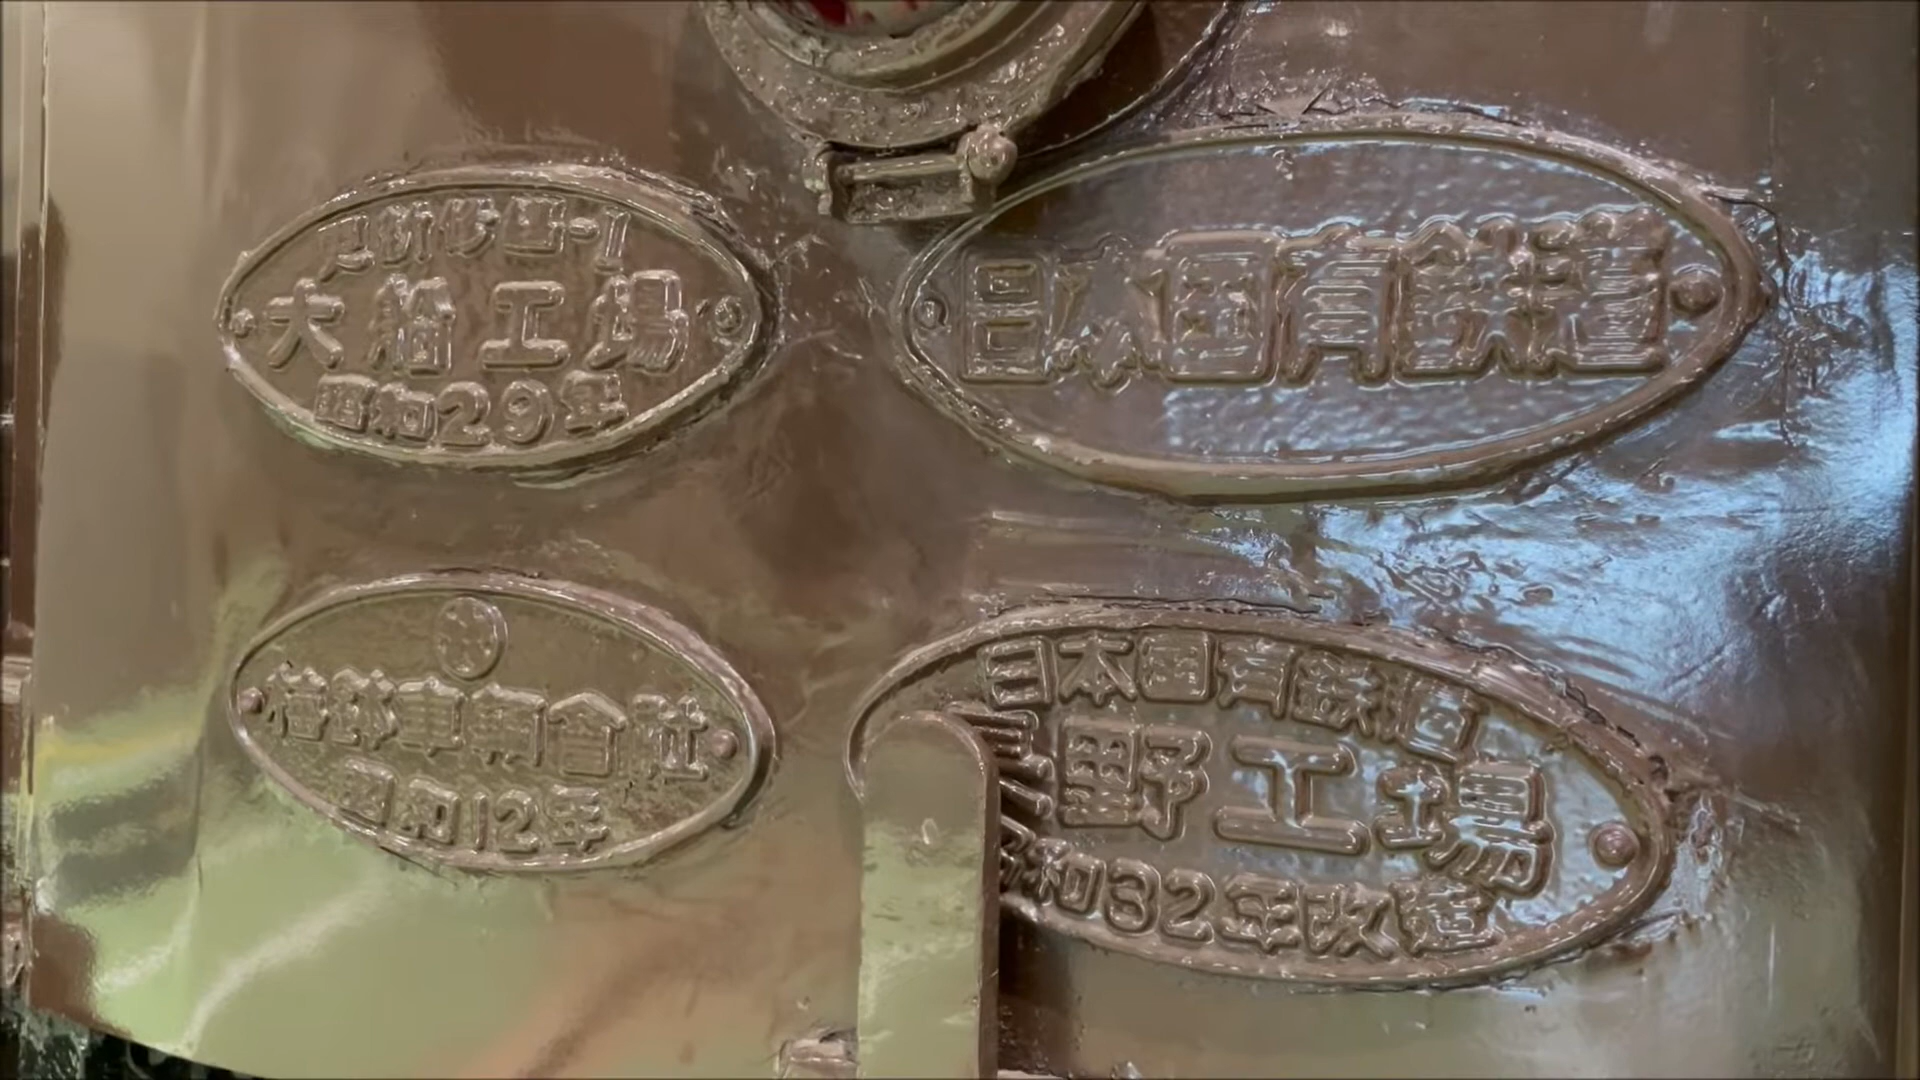 大船工場
昭和29年
日本国有鉄道
梅鉢車輛會社
昭和12年
日本国有鉄道
長野工場
昭和32年改造